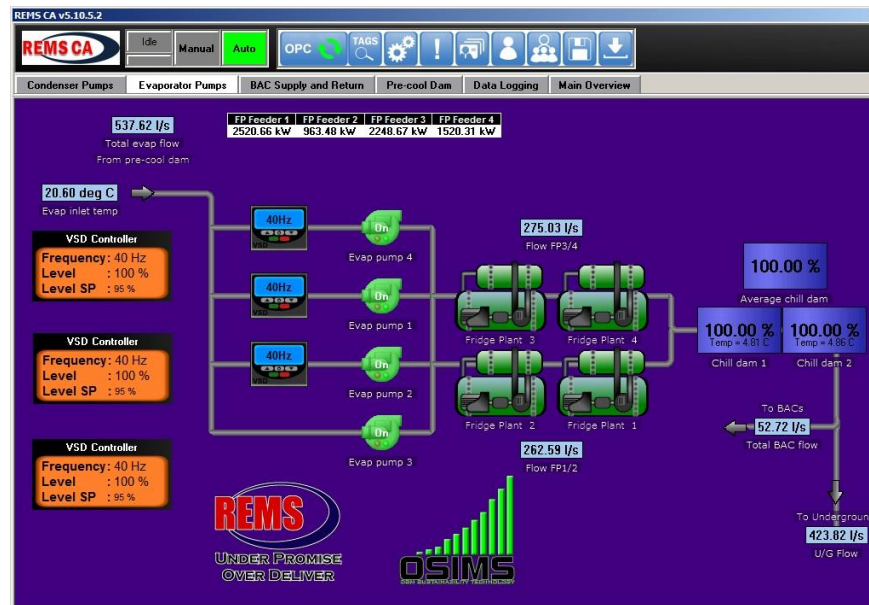 REMS CA v5.10.5.2
REMS CA
Idle
Manual
Auto
OPC
TAGS
Condenser Pumps
Evaporator Pumps
BAC Supply and Return
Pre-cool Dam
Data Logging
Main Overview
537.62 l/s
Total evap flow
From pre-cool dam
FP Feeder 1 FP Feeder 2 FP Feeder 3 FP Feeder 4
2520.66 kW 963.48 kW 2248.67 kW 1520.31 kW
20.60 deg C
Evap inlet temp
VSD Controller
Frequency: 40 Hz
Level : 100 %
Level SP : 95 %
VSD Controller
Frequency: 40 Hz
Level : 100 %
Level SP : 95 %
VSD Controller
Frequency: 40 Hz
Level : 100 %
Level SP : 95 %
40Hz
VSD
On
Evap pump 4
40Hz
VSD
On
Evap pump 1
40Hz
VSD
On
Evap pump 2
On
Evap pump 3
275.03 l/s
Flow FP3/4
Fridge Plant 3
Fridge Plant 4
Fridge Plant 2
Fridge Plant 1
262.59 l/s
Flow FP1/2
100.00 %
Average chill dam
100.00 %
Temp = 4.81 C
Chill dam 1
100.00 %
Temp = 4.86 C
Chill dam 2
To BACs
52.72 l/s
Total BAC flow
To Undergroun
423.82 l/s
U/G Flow
REMS
UNDER PROMISE
OVER DELIVER
OSIMS